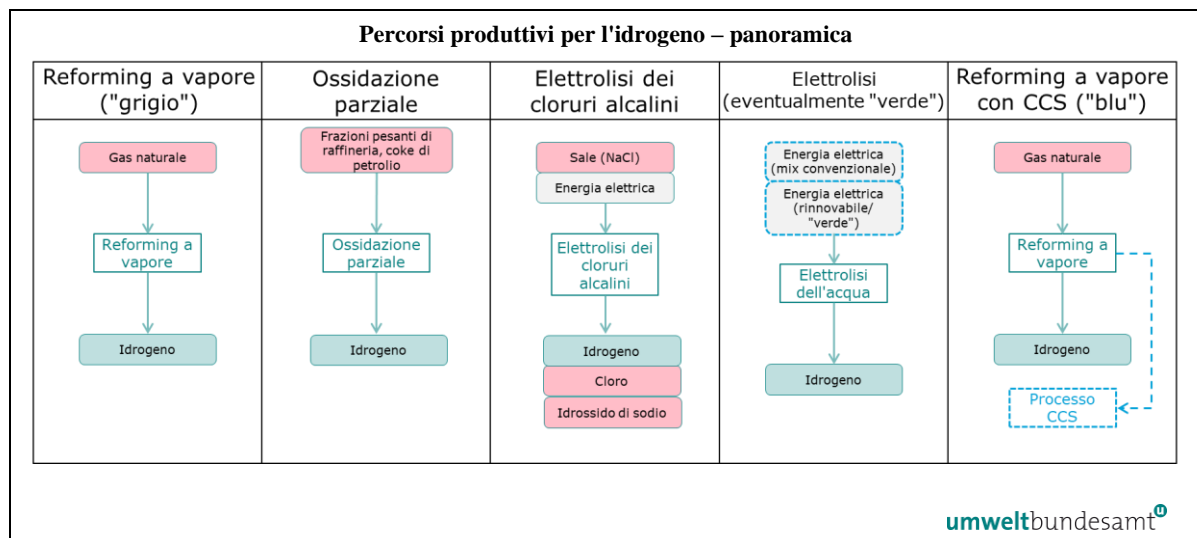 Percorsi produttivi per l'idrogeno – panoramica
Reforming a vapore
("grigio")
Gas naturale
Reforming a
vapore
Idrogeno
Ossidazione
parziale
Frazioni pesanti di
raffineria, coke di
petrolio
Ossidazione
parziale
Idrogeno
Elettrolisi dei
cloruri alcalini
Sale (NaCl)
Energia elettrica
Elettrolisi dei
cloruri
alcalini
Idrogeno
Cloro
Idrossido di sodio
Elettrolisi
(eventualmente "verde")
Energia elettrica
(mix convenzionale)
Energia elettrica
(rinnovabile/
"verde")
Elettrolisi
dell'acqua
Idrogeno
Reforming a vapore
con CCS ("blu")
Gas naturale
Reforming a
vapore
Idrogeno
Processo
CCS
umweltbundesamt u